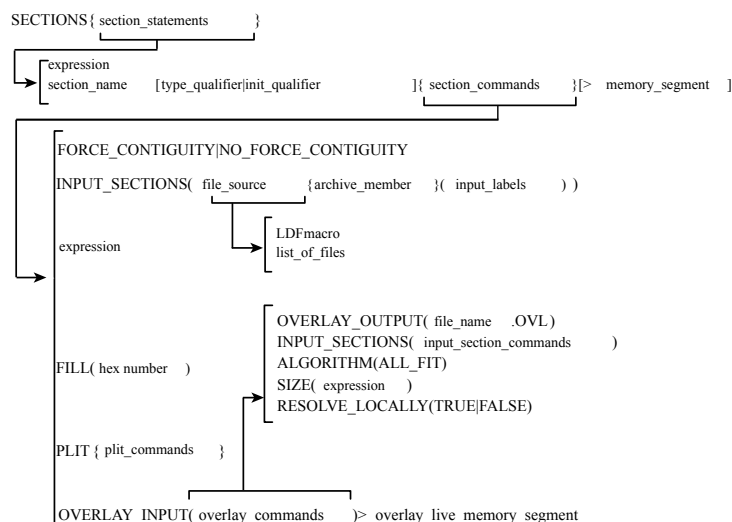 SECTIONS{ section_statements }
expression
section_name [type_qualifier|init_qualifier ]{ section_commands }[> memory_segment ]
FORCE_CONTIGUITY|NO_FORCE_CONTIGUITY
INPUT_SECTIONS( file_source {archive_member }( input_labels ) )
LDFmacro
expression
list_of_files
OVERLAY_OUTPUT( file_name .OVL)
INPUT_SECTIONS( input_section_commands )
ALGORITHM(ALL_FIT)
FILL( hex number )
SIZE( expression )
RESOLVE_LOCALLY(TRUE|FALSE)
PLIT { plit_commands }
OVERLAY_INPUT( overlay_commands )> overlay_live_memory_segment